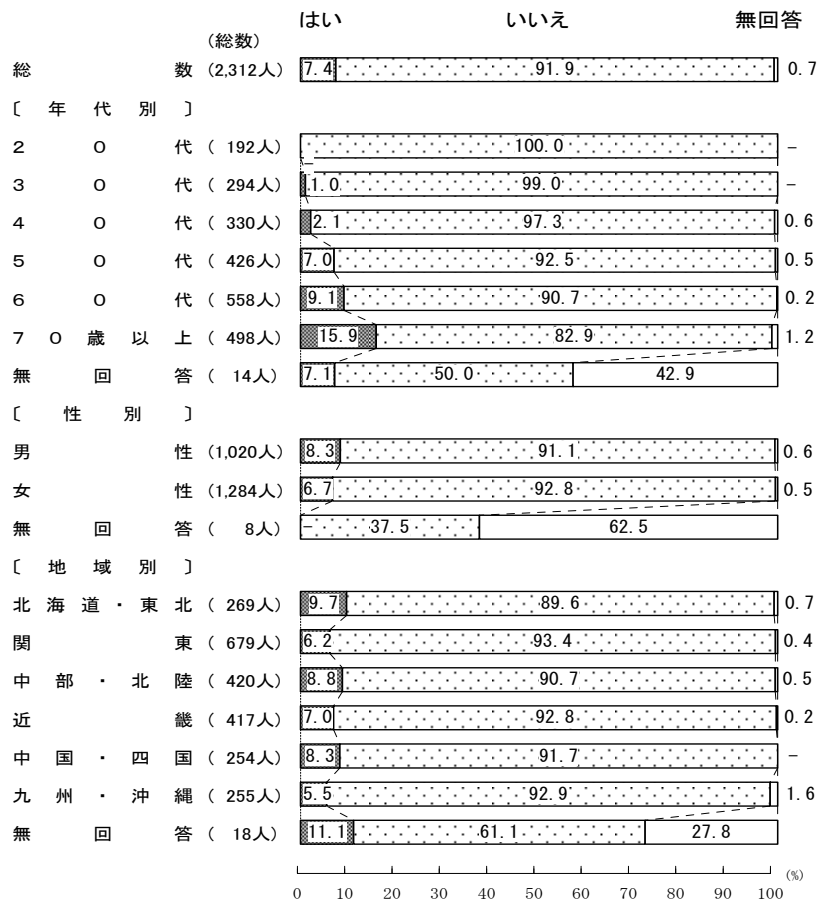 はい いいえ 無回答
(総数)
総数 (2,312人) 7.4 91.9 0.7
〔年代別〕
20代 ( 192人) － 100.0 －
30代 ( 294人) 1.0 99.0 －
40代 ( 330人) 2.1 97.3 0.6
50代 ( 426人) 7.0 92.5 0.5
60代 ( 558人) 9.1 90.7 0.2
70歳以上 ( 498人) 15.9 82.9 1.2
無回答 ( 14人) 7.1 50.0 42.9
〔性別〕
男性 (1,020人) 8.3 91.1 0.6
女性 (1,284人) 6.7 92.8 0.5
無回答 ( 8人) － 37.5 62.5
〔地域別〕
北海道・東北 ( 269人) 9.7 89.6 0.7
関東 ( 679人) 6.2 93.4 0.4
中部・北陸 ( 420人) 8.8 90.7 0.5
近畿 ( 417人) 7.0 92.8 0.2
中国・四国 ( 254人) 8.3 91.7 －
九州・沖縄 ( 255人) 5.5 92.9 1.6
無回答 ( 18人) 11.1 61.1 27.8
0 10 20 30 40 50 60 70 80 90 100 (%)